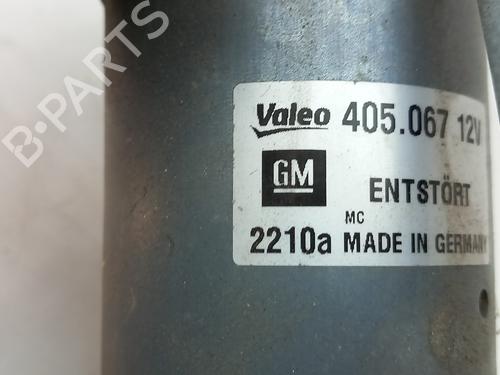 B-PARTS
Valeo 405.067 12V
GM ENTSTÖRT
MC
2210a MADE IN GERMANY